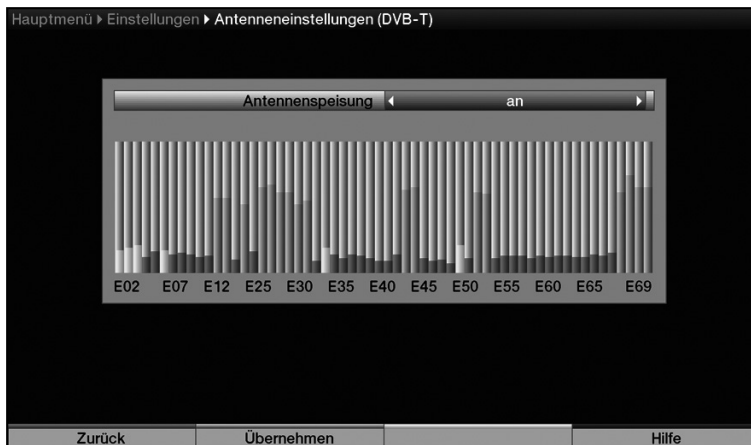 Hauptmenü ▸ Einstellungen ▸ Antenneneinstellungen (DVB-T)
Antennenspeisung ◂ an ▸
E02 E07 E12 E25 E30 E35 E40 E45 E50 E55 E60 E65 E69
Zurück Übernehmen Hilfe